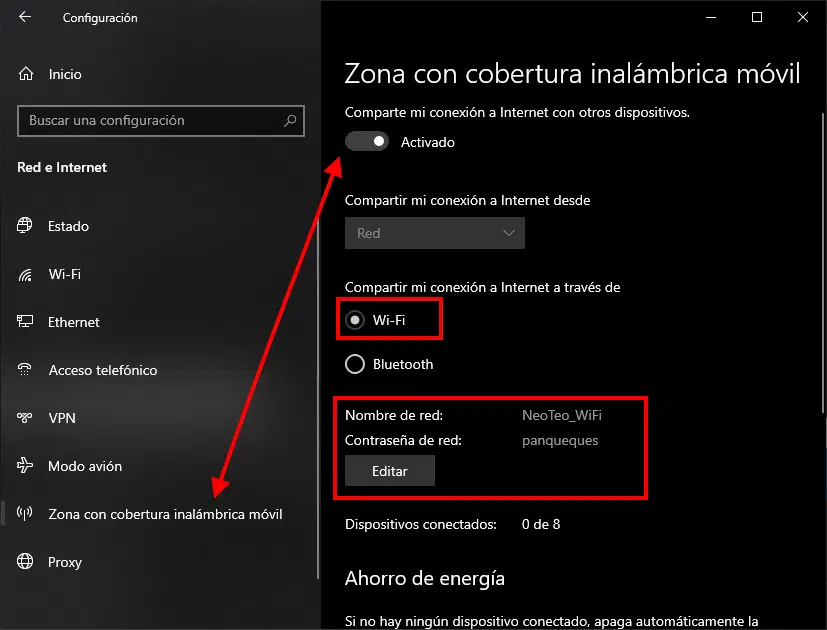 Configuración
Inicio
Buscar una configuración
Red e Internet
Estado
Wi-Fi
Ethernet
Acceso telefónico
VPN
Modo avión
Zona con cobertura inalámbrica móvil
Proxy
Zona con cobertura inalámbrica móvil
Comparte mi conexión a Internet con otros dispositivos.
Activado
Compartir mi conexión a Internet desde
Red
Compartir mi conexión a Internet a través de
Wi-Fi
Bluetooth
Nombre de red: NeoTeo_WiFi
Contraseña de red: panqueques
Editar
Dispositivos conectados: 0 de 8
Ahorro de energía
Si no hay ningún dispositivo conectado, apaga automáticamente la